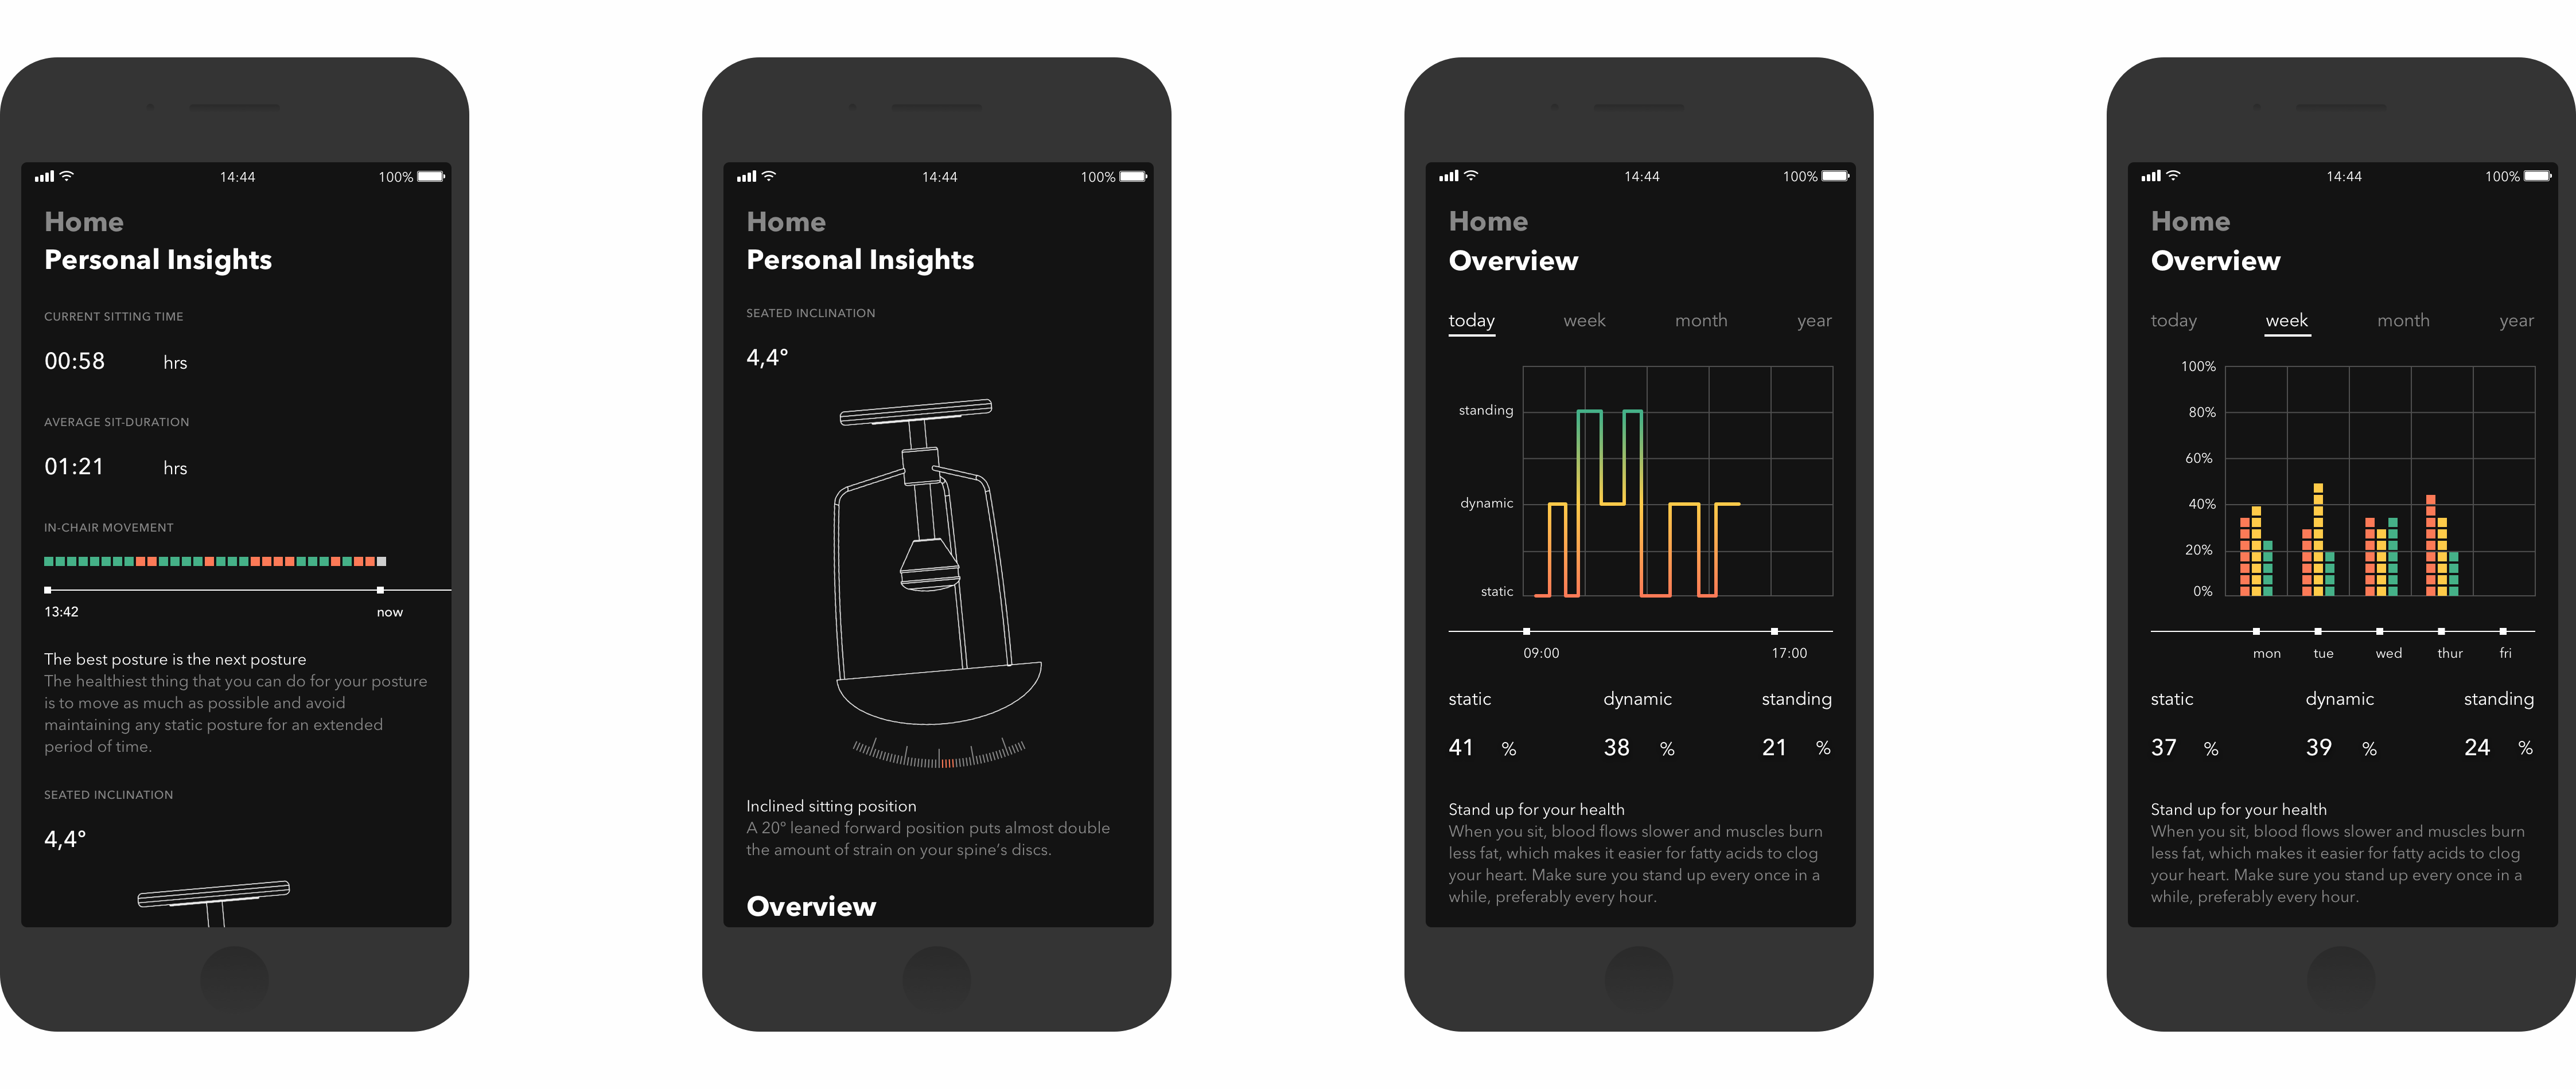 14:44
100%
Home
Personal Insights
CURRENT SITTING TIME
00:58 hrs
AVERAGE SIT-DURATION
01:21 hrs
IN-CHAIR MOVEMENT
13:42 now
The best posture is the next posture
The healthiest thing that you can do for your posture
is to move as much as possible and avoid
maintaining any static posture for an extended
period of time.
SEATED INCLINATION
4,4°
14:44
100%
Home
Personal Insights
SEATED INCLINATION
4,4°
Inclined sitting position
A 20° leaned forward position puts almost double
the amount of strain on your spine’s discs.
Overview
14:44
100%
Home
Overview
today week month year
standing
dynamic
static
09:00 17:00
static dynamic standing
41 % 38 % 21 %
Stand up for your health
When you sit, blood flows slower and muscles burn
less fat, which makes it easier for fatty acids to clog
your heart. Make sure you stand up every once in a
while, preferably every hour.
14:44
100%
Home
Overview
today week month year
100%
80%
60%
40%
20%
0%
mon tue wed thur fri
static dynamic standing
37 % 39 % 24 %
Stand up for your health
When you sit, blood flows slower and muscles burn
less fat, which makes it easier for fatty acids to clog
your heart. Make sure you stand up every once in a
while, preferably every hour.